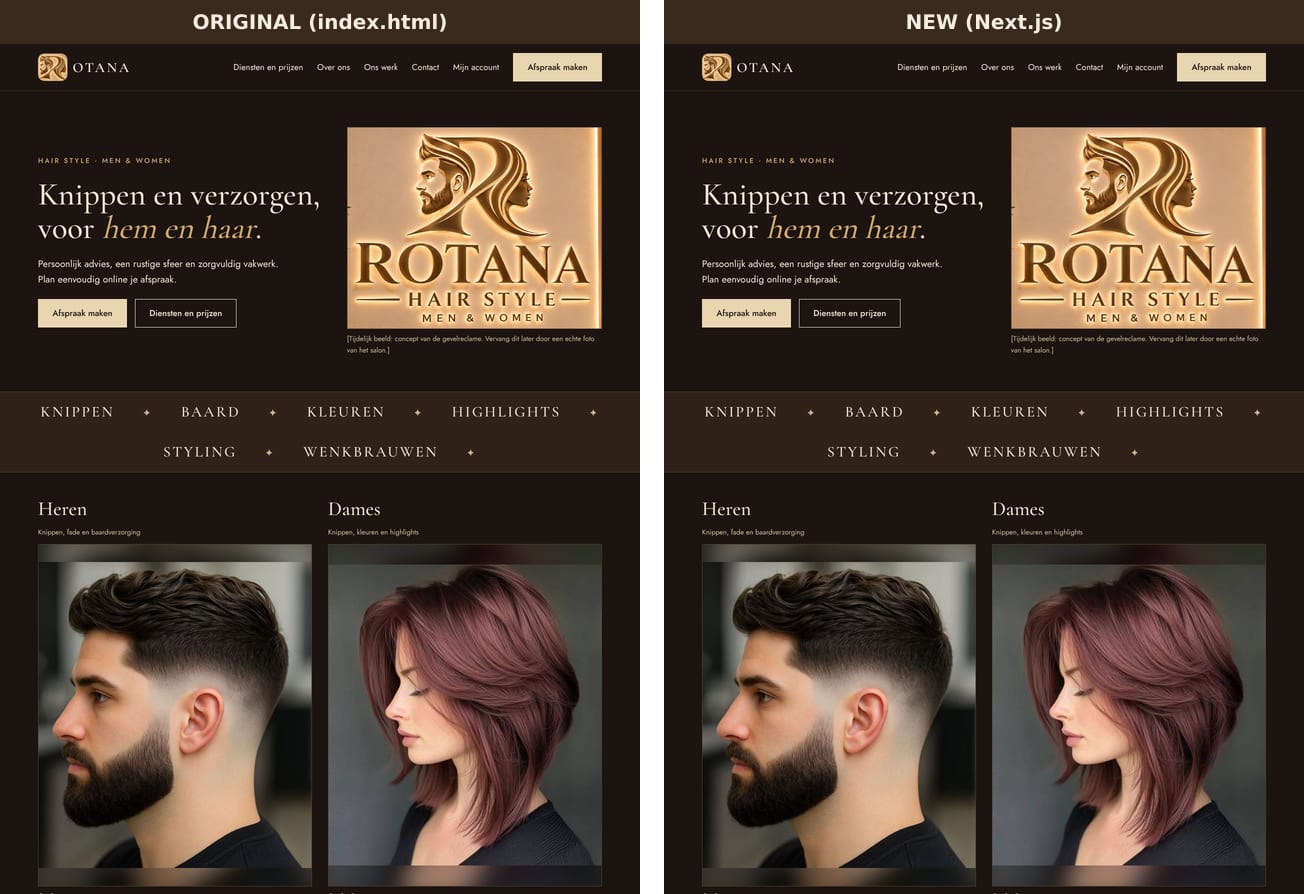 ORIGINAL (index.html)
OTANA
Diensten en prijzen
Over ons
Ons werk
Contact
Mijn account
Afspraak maken
HAIR STYLE · MEN & WOMEN
Knippen en verzorgen,
voor hem en haar.
Persoonlijk advies, een rustige sfeer en zorgvuldig vakwerk.
Plan eenvoudig online je afspraak.
Afspraak maken
Diensten en prijzen
ROTANA
HAIR STYLE
MEN & WOMEN
[Tijdelijk beeld: concept van de gevelreclame. Vervang dit later door een echte foto
van het salon.]
KNIPPEN ✦ BAARD ✦ KLEUREN ✦ HIGHLIGHTS ✦
STYLING ✦ WENKBRAUWEN ✦
Heren
Knippen, fade en baardverzorging
Dames
Knippen, kleuren en highlights
NEW (Next.js)
OTANA
Diensten en prijzen
Over ons
Ons werk
Contact
Mijn account
Afspraak maken
HAIR STYLE · MEN & WOMEN
Knippen en verzorgen,
voor hem en haar.
Persoonlijk advies, een rustige sfeer en zorgvuldig vakwerk.
Plan eenvoudig online je afspraak.
Afspraak maken
Diensten en prijzen
ROTANA
HAIR STYLE
MEN & WOMEN
[Tijdelijk beeld: concept van de gevelreclame. Vervang dit later door een echte foto
van het salon.]
KNIPPEN ✦ BAARD ✦ KLEUREN ✦ HIGHLIGHTS ✦
STYLING ✦ WENKBRAUWEN ✦
Heren
Knippen, fade en baardverzorging
Dames
Knippen, kleuren en highlights